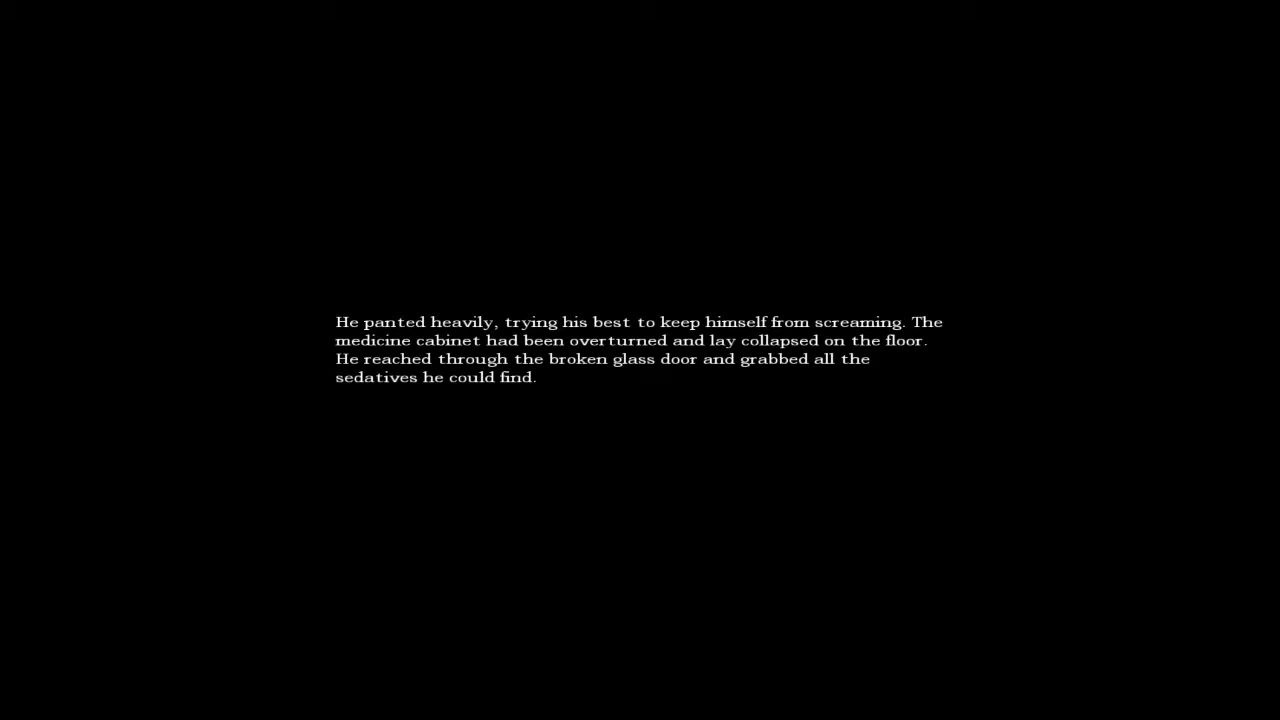 He panted heavily, trying his best to keep himself from screaming. The
medicine cabinet had been overturned and lay collapsed on the floor.
He reached through the broken glass door and grabbed all the
sedatives he could find.